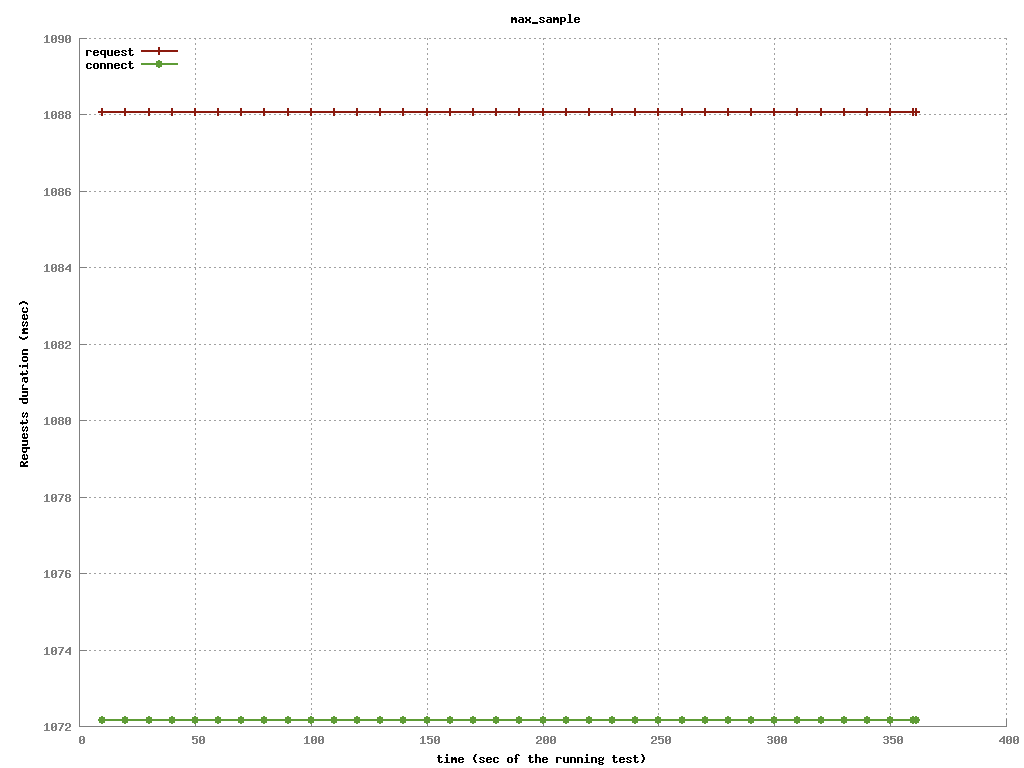 max_sample
request
connect
1090
1088
1086
1084
1082
1080
1078
1076
1074
1072
Requests duration (msec)
0 50 100 150 200 250 300 350 400
time (sec of the running test)